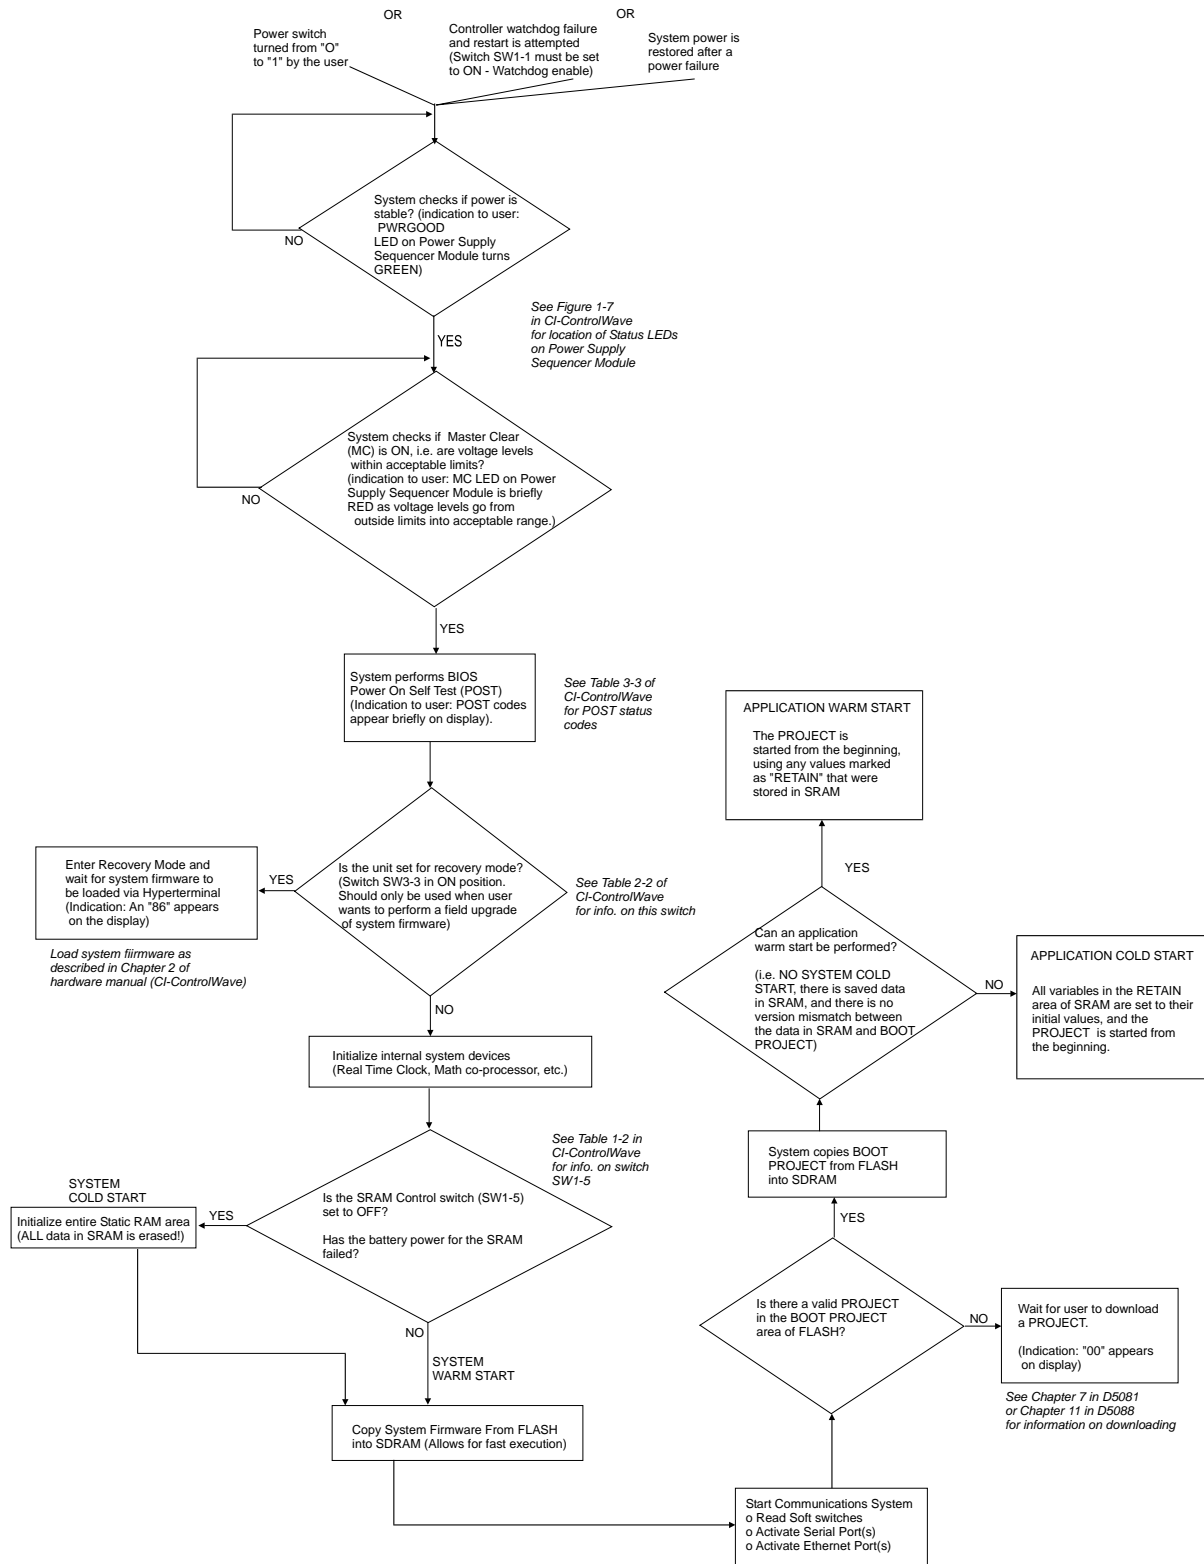 OR
OR
Power switch
turned from "O"
to "1" by the user
Controller watchdog failure
and restart is attempted
(Switch SW1-1 must be set
to ON - Watchdog enable)
System power is
restored after a
power failure
System checks if power is
stable? (indication to user:
PWRGOOD
LED on Power Supply
Sequencer Module turns
GREEN)
NO
YES
See Figure 1-7
in CI-ControlWave
for location of Status LEDs
on Power Supply
Sequencer Module
System checks if Master Clear
(MC) is ON, i.e. are voltage levels
within acceptable limits?
(indication to user: MC LED on Power
Supply Sequencer Module is briefly
RED as voltage levels go from
outside limits into acceptable range.)
NO
YES
System performs BIOS
Power On Self Test (POST)
(Indication to user: POST codes
appear briefly on display).
See Table 3-3 of
CI-ControlWave
for POST status
codes
Is the unit set for recovery mode?
(Switch SW3-3 in ON position.
Should only be used when user
wants to perform a field upgrade
of system firmware)
YES
Enter Recovery Mode and
wait for system firmware to
be loaded via Hyperterminal
(Indication: An "86" appears
on the display)
Load system fiirmware as
described in Chapter 2 of
hardware manual (CI-ControlWave)
See Table 2-2 of
CI-ControlWave
for info. on this switch
NO
Initialize internal system devices
(Real Time Clock, Math co-processor, etc.)
See Table 1-2 in
CI-ControlWave
for info. on switch
SW1-5
Is the SRAM Control switch (SW1-5)
set to OFF?
Has the battery power for the SRAM
failed?
YES
SYSTEM
COLD START
Initialize entire Static RAM area
(ALL data in SRAM is erased!)
NO
SYSTEM
WARM START
Copy System Firmware From FLASH
into SDRAM (Allows for fast execution)
Start Communications System
o Read Soft switches
o Activate Serial Port(s)
o Activate Ethernet Port(s)
Is there a valid PROJECT
in the BOOT PROJECT
area of FLASH?
NO
Wait for user to download
a PROJECT.
(Indication: "00" appears
on display)
See Chapter 7 in D5081
or Chapter 11 in D5088
for information on downloading
YES
System copies BOOT
PROJECT from FLASH
into SDRAM
Can an application
warm start be performed?
(i.e. NO SYSTEM COLD
START, there is saved data
in SRAM, and there is no
version mismatch between
the data in SRAM and BOOT
PROJECT)
NO
APPLICATION COLD START
All variables in the RETAIN
area of SRAM are set to their
initial values, and the
PROJECT is started from
the beginning.
YES
APPLICATION WARM START
The PROJECT is
started from the beginning,
using any values marked
as "RETAIN" that were
stored in SRAM